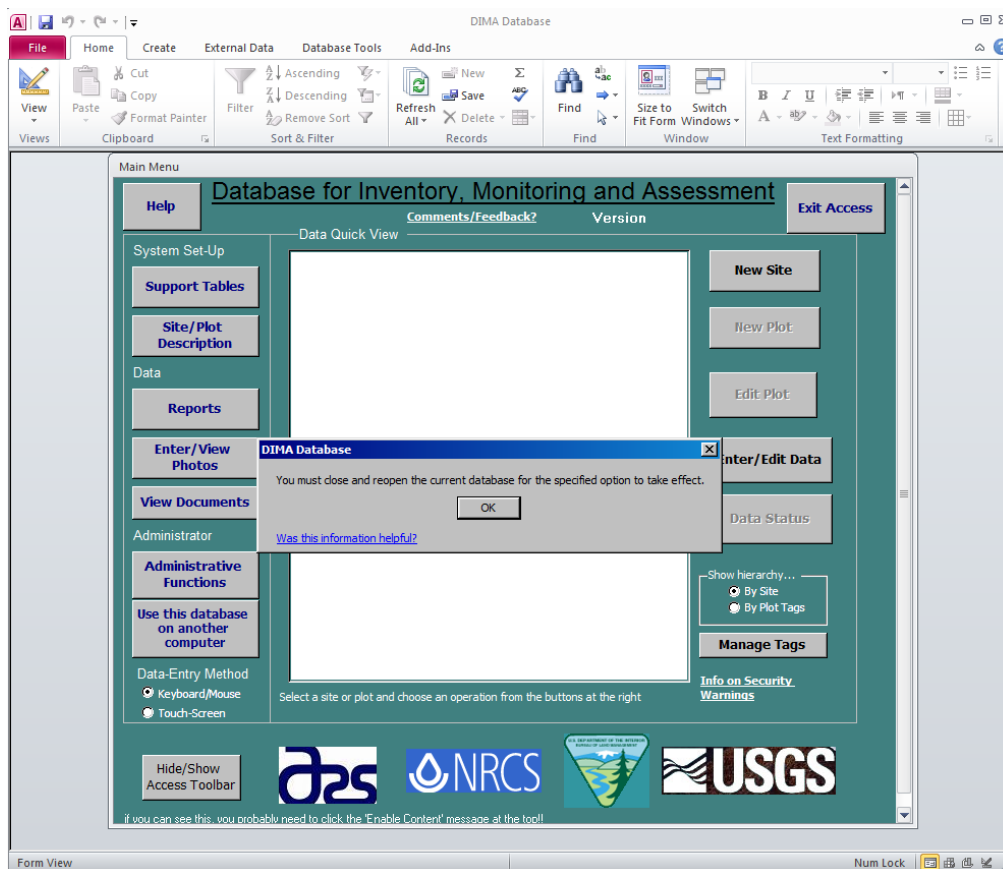 DIMA Database
File Home Create External Data Database Tools Add-Ins
View
Views
Paste
Cut
Copy
Format Painter
Clipboard
Filter
Ascending
Descending
Remove Sort
Sort & Filter
Refresh
All
New
Save
Delete
Records
Find
Find
Size to
Fit Form
Switch
Windows
Window
B I U
A
Text Formatting
Main Menu
Help
Database for Inventory, Monitoring and Assessment
Comments/Feedback? Version
Exit Access
System Set-Up
Support Tables
Site/Plot
Description
Data
Reports
Enter/View
Photos
View Documents
Administrator
Administrative
Functions
Use this database
on another
computer
Data-Entry Method
Keyboard/Mouse
Touch-Screen
Data Quick View
DIMA Database
You must close and reopen the current database for the specified option to take effect.
OK
Was this information helpful?
Select a site or plot and choose an operation from the buttons at the right
New Site
New Plot
Edit Plot
Enter/Edit Data
Data Status
Show hierarchy...
By Site
By Plot Tags
Manage Tags
Info on Security
Warnings
Hide/Show
Access Toolbar
NRCS
U.S. DEPARTMENT OF THE INTERIOR
BUREAU OF LAND MANAGEMENT
USGS
if you can see this, you probably need to click the 'Enable Content' message at the top!!
Form View
Num Lock